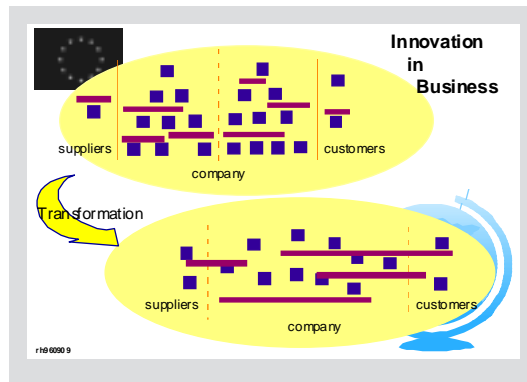 Innovation
in
Business
suppliers
customers
company
Transformation
suppliers
customers
company
rh960909